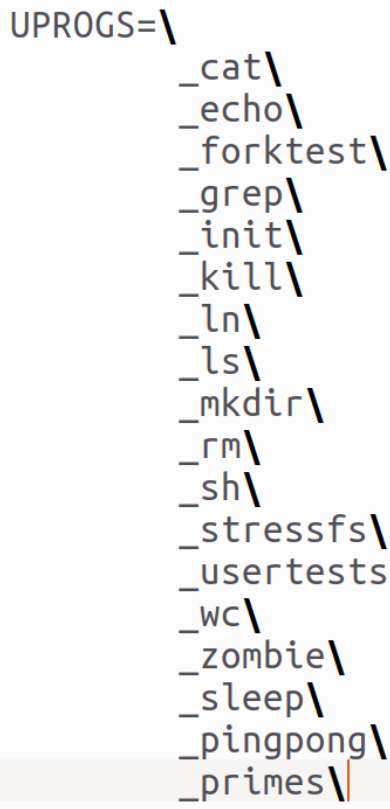 UPROGS=\
_cat\
_echo\
_forktest\
_grep\
_init\
_kill\
_ln\
_ls\
_mkdir\
_rm\
_sh\
_stressfs\
_usertests
_wc\
_zombie\
_sleep\
_pingpong\
_primes\